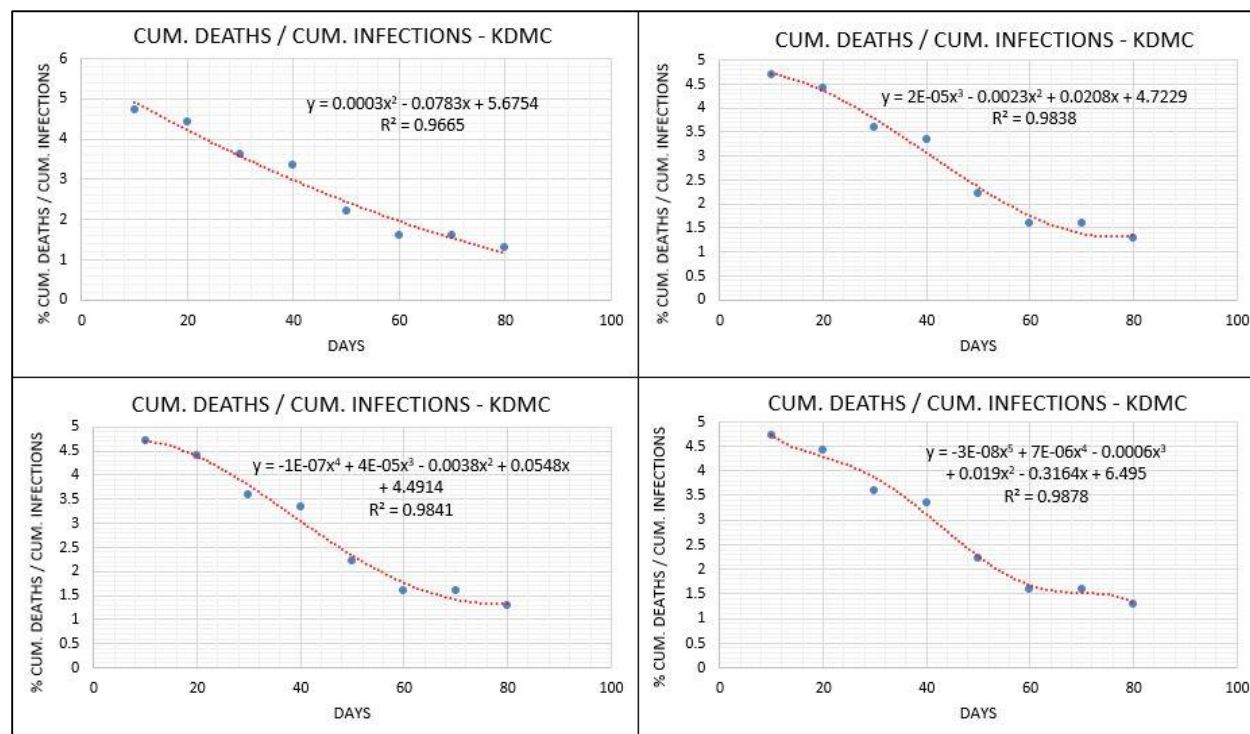 CUM. DEATHS / CUM. INFECTIONS - KDMC
% CUM. DEATHS / CUM. INFECTIONS
6
5
4
3
2
1
0
y = 0.0003x² - 0.0783x + 5.6754
R² = 0.9665
0 20 40 60 80 100
DAYS
CUM. DEATHS / CUM. INFECTIONS - KDMC
% CUM. DEATHS / CUM. INFECTIONS
5
4.5
4
3.5
3
2.5
2
1.5
1
0.5
0
y = 2E-05x³ - 0.0023x² + 0.0208x + 4.7229
R² = 0.9838
0 20 40 60 80 100
DAYS
CUM. DEATHS / CUM. INFECTIONS - KDMC
% CUM. DEATHS / CUM. INFECTIONS
5
4.5
4
3.5
3
2.5
2
1.5
1
0.5
0
y = -1E-07x⁴ + 4E-05x³ - 0.0038x² + 0.0548x
+ 4.4914
R² = 0.9841
0 20 40 60 80 100
DAYS
CUM. DEATHS / CUM. INFECTIONS - KDMC
% CUM. DEATHS / CUM. INFECTIONS
5
4.5
4
3.5
3
2.5
2
1.5
1
0.5
0
y = -3E-08x⁵ + 7E-06x⁴ - 0.0006x³
+ 0.019x² - 0.3164x + 6.495
R² = 0.9878
0 20 40 60 80 100
DAYS